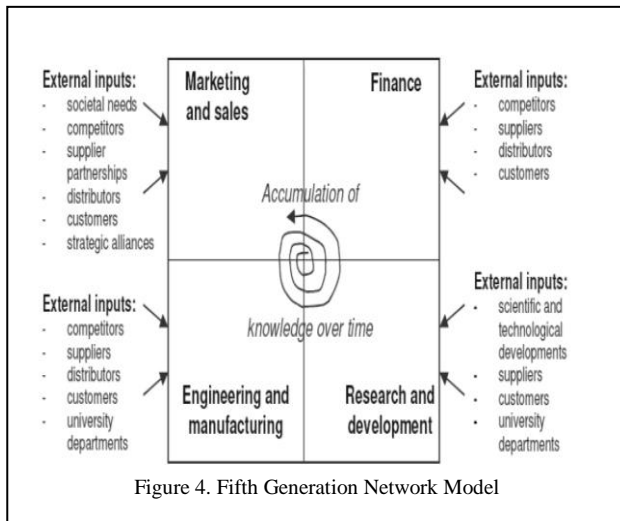 External inputs:
- societal needs
- competitors
- supplier
partnerships
- distributors
- customers
- strategic alliances
Marketing
and sales
Finance
External inputs:
- competitors
- suppliers
- distributors
- customers
Accumulation of
knowledge over time
External inputs:
- competitors
- suppliers
- distributors
- customers
- university
departments
Engineering and
manufacturing
Research and
development
External inputs:
• scientific and
technological
developments
• suppliers
• customers
• university
departments
Figure 4. Fifth Generation Network Model